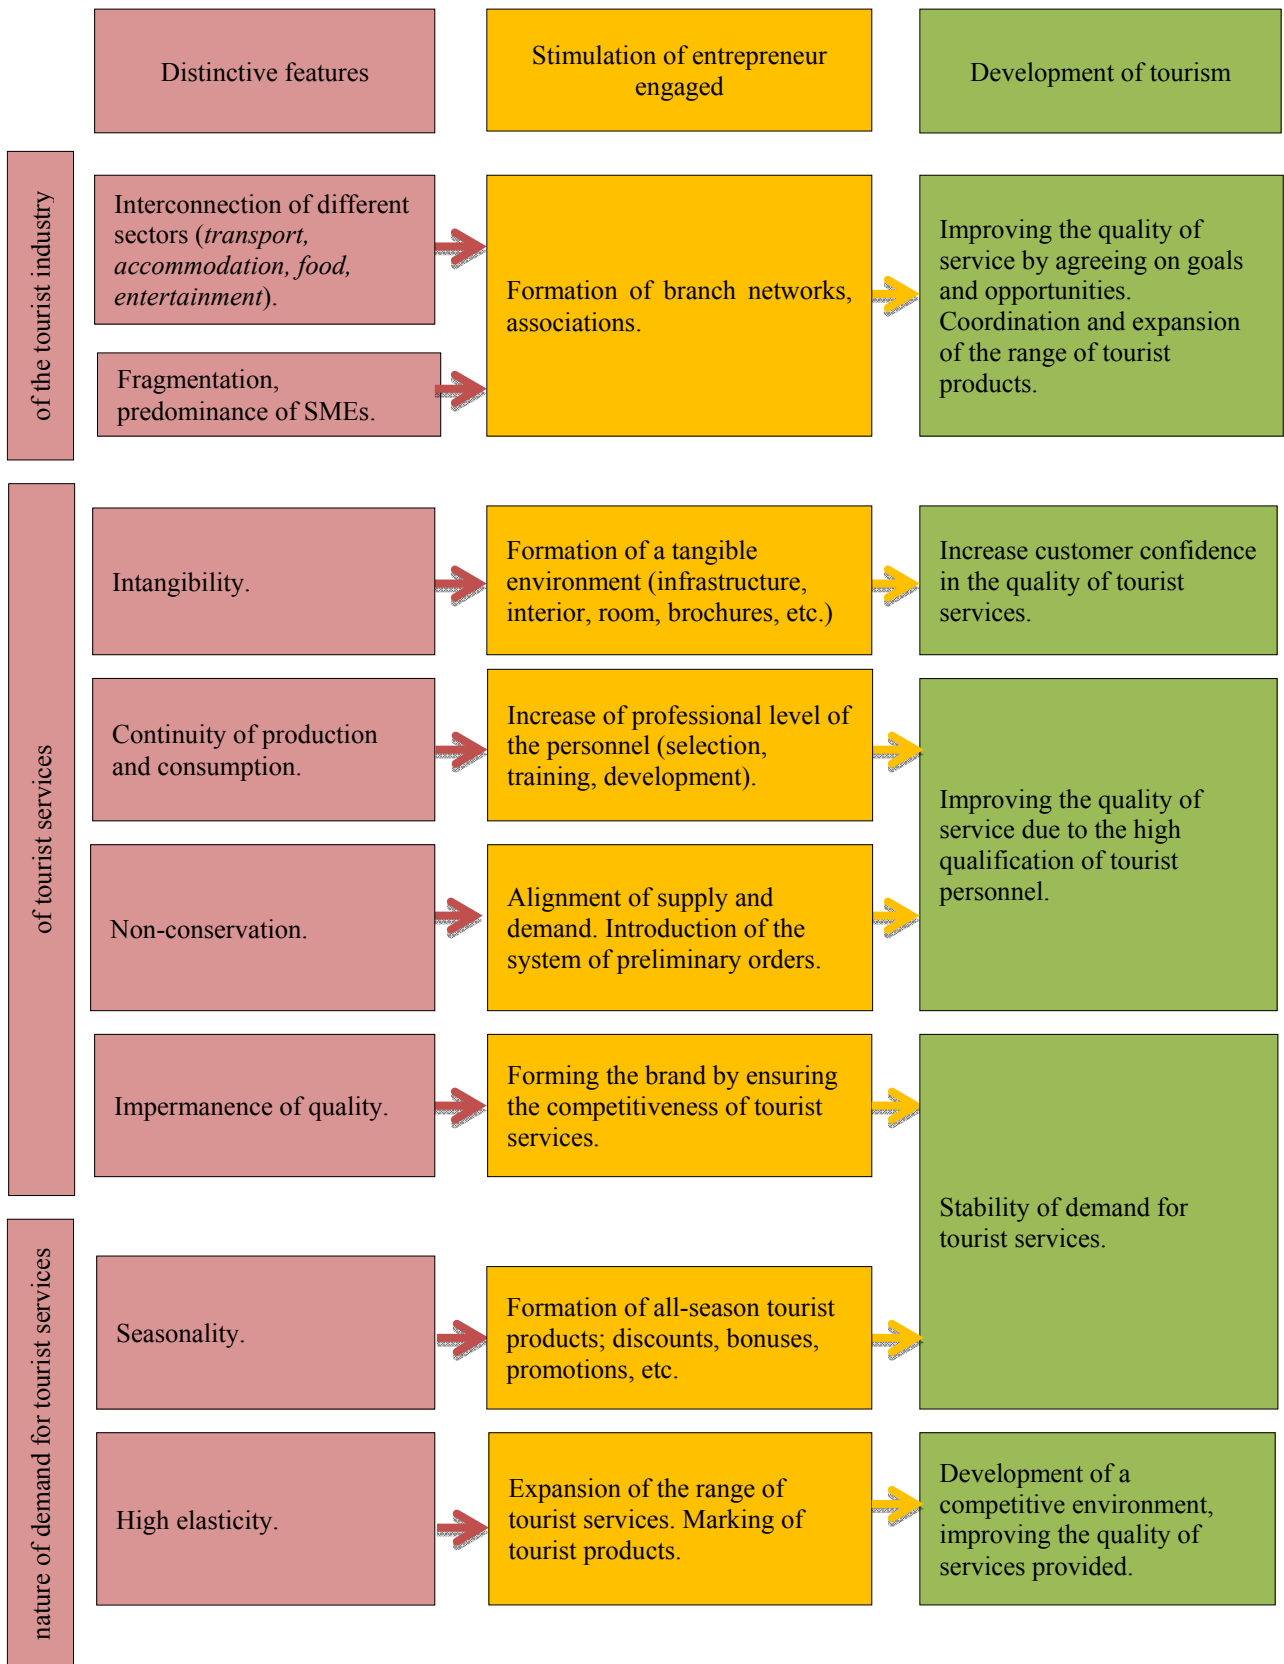 Distinctive features
Stimulation of entrepreneur
engaged
Development of tourism
of the tourist industry
Interconnection of different
sectors (transport,
accommodation, food,
entertainment).
Fragmentation,
predominance of SMEs.
Formation of branch networks,
associations.
Improving the quality of
service by agreeing on goals
and opportunities.
Coordination and expansion
of the range of tourist
products.
of tourist services
Intangibility.
Formation of a tangible
environment (infrastructure,
interior, room, brochures, etc.)
Increase customer confidence
in the quality of tourist
services.
Continuity of production
and consumption.
Increase of professional level of
the personnel (selection,
training, development).
Improving the quality of
service due to the high
qualification of tourist
personnel.
Non-conservation.
Alignment of supply and
demand. Introduction of the
system of preliminary orders.
Impermanence of quality.
Forming the brand by ensuring
the competitiveness of tourist
services.
Stability of demand for
tourist services.
nature of demand for tourist services
Seasonality.
Formation of all-season tourist
products; discounts, bonuses,
promotions, etc.
High elasticity.
Expansion of the range of
tourist services. Marking of
tourist products.
Development of a
competitive environment,
improving the quality of
services provided.